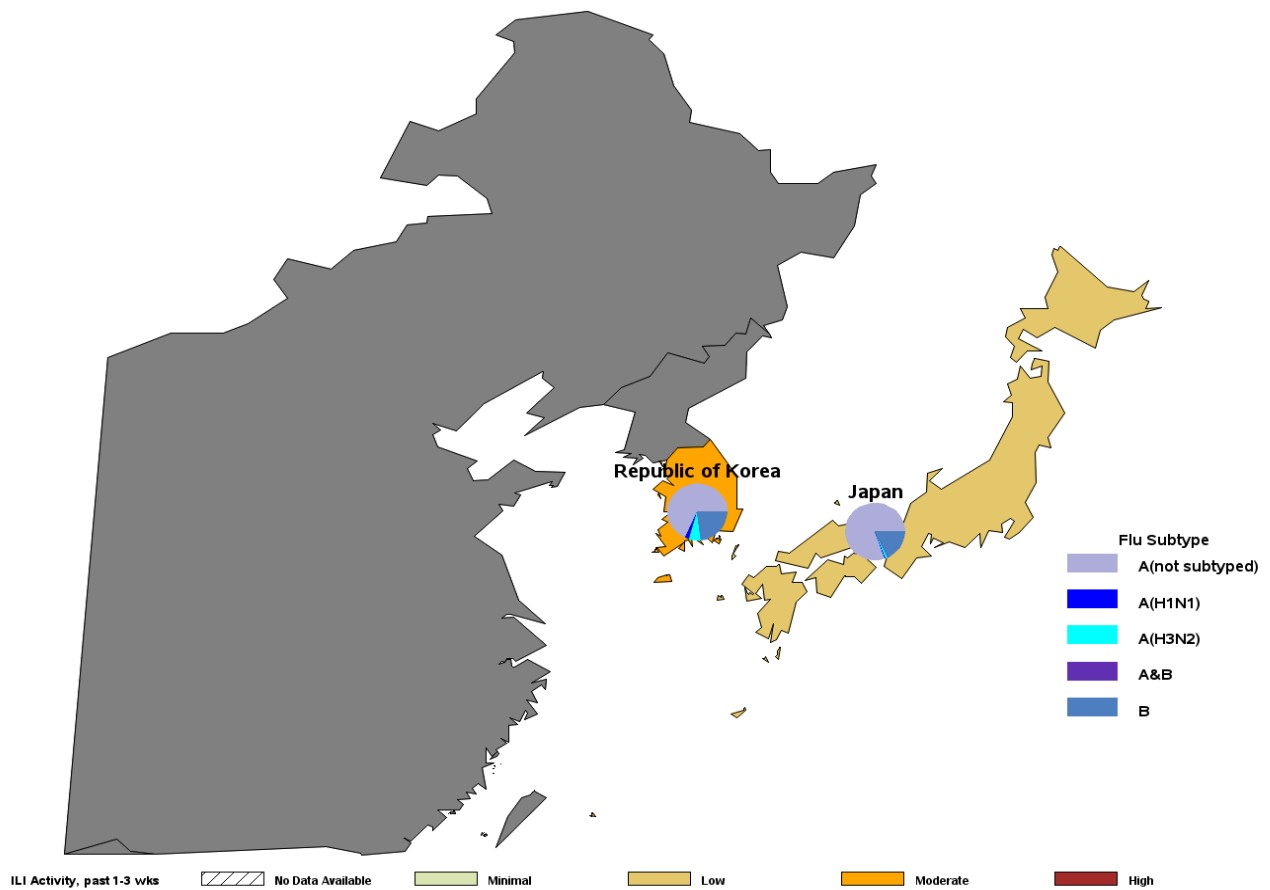 Republic of Korea
Japan
Flu Subtype
A(not subtyped)
A(H1N1)
A(H3N2)
A&B
B
ILI Activity, past 1-3 wks No Data Available Minimal Low Moderate High